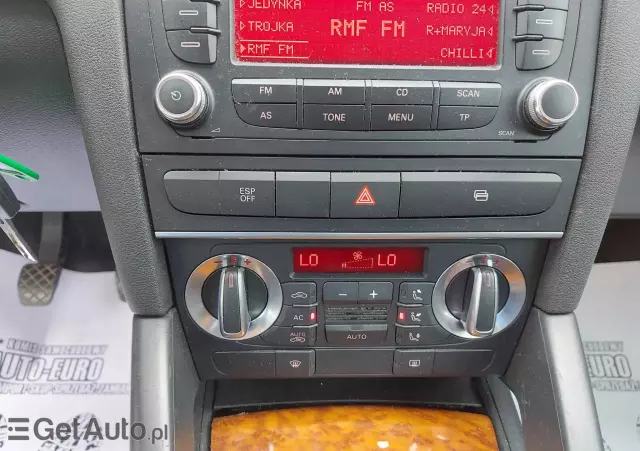 JEDYNKA FM AS RADIO 24
TROJKA RMF FM R+MARYJA
RMF FM CHILLI
FM AM CD SCAN
AS TONE MENU TP
SCAN
ESP OFF
LO LO
AC
AUTO AUTO
AUTO-EURO
AUTO-EURO
GetAuto.pl